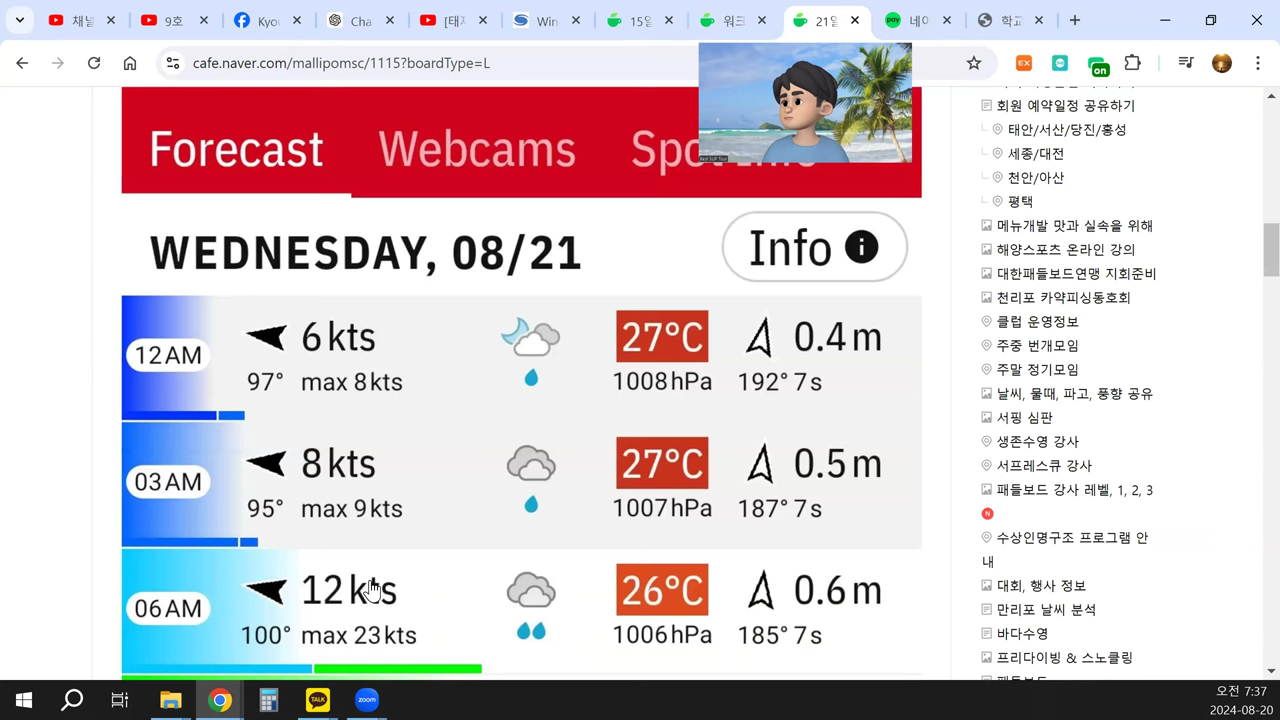 채널
9호
Kyo
Cha
[태
Win
15일
워크
21일
네이
학교
cafe.naver.com/mallipomsc/1115?boardType=L
EX
on
Forecast
Webcams
WEDNESDAY, 08/21
Info
12AM
6 kts
97° max 8 kts
27°C
1008 hPa
0.4 m
192° 7 s
03AM
8 kts
95° max 9 kts
27°C
1007 hPa
0.5 m
187° 7 s
06AM
12 kts
100° max 23 kts
26°C
1006 hPa
0.6 m
185° 7 s
회원 예약일정 공유하기
태안/서산/당진/홍성
세종/대전
천안/아산
평택
메뉴개발 맛과 실속을 위해
해양스포츠 온라인 강의
대한패들보드연맹 지회준비
천리포 카약피싱동호회
클럽 운영정보
주중 번개모임
주말 정기모임
날씨, 물때, 파고, 풍향 공유
서핑 심판
생존수영 강사
서프레스큐 강사
패들보드 강사 레벨, 1, 2, 3
N
수상인명구조 프로그램 안
내
대회, 행사 정보
만리포 날씨 분석
바다수영
프리다이빙 & 스노클링
TALK
zoom
오전 7:37
2024-08-20